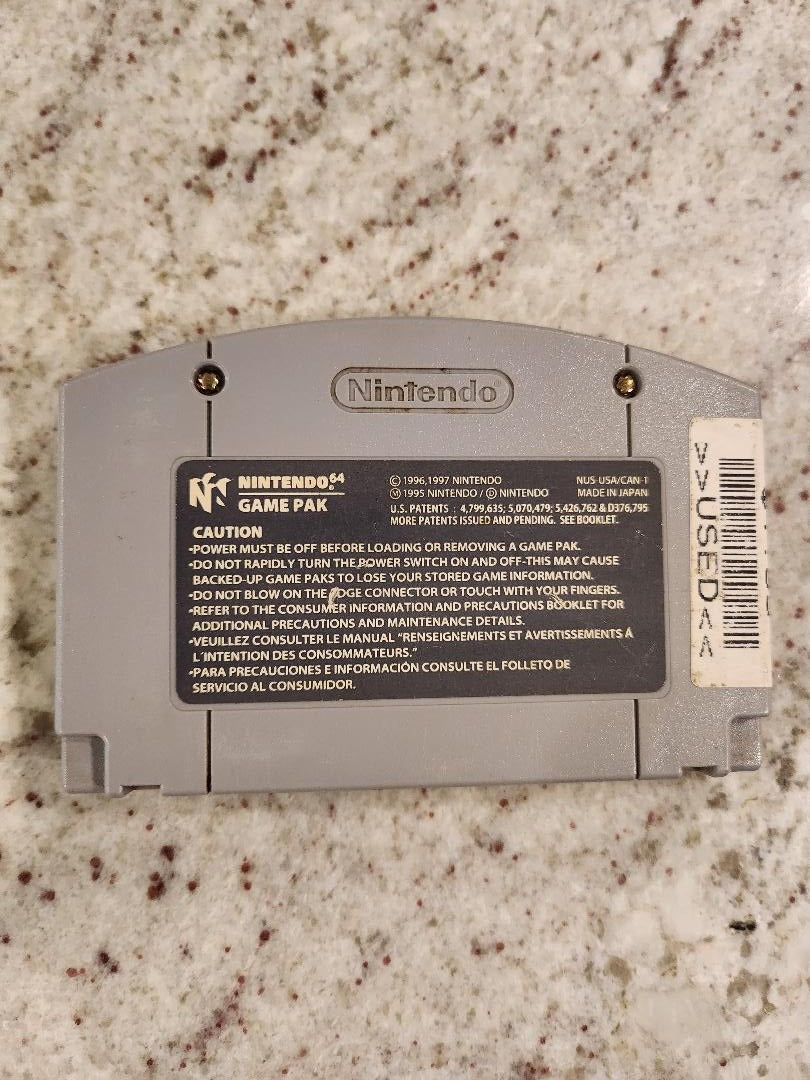 Nintendo®
NINTENDO64®
GAME PAK
© 1996,1997 NINTENDO
Ⓜ 1995 NINTENDO / Ⓟ NINTENDO
NUS-USA/CAN-1
MADE IN JAPAN
U.S. PATENTS : 4,799,635; 5,070,479; 5,426,762 & D376,795
MORE PATENTS ISSUED AND PENDING. SEE BOOKLET.
CAUTION
•POWER MUST BE OFF BEFORE LOADING OR REMOVING A GAME PAK.
•DO NOT RAPIDLY TURN THE POWER SWITCH ON AND OFF-THIS MAY CAUSE
BACKED-UP GAME PAKS TO LOSE YOUR STORED GAME INFORMATION.
•DO NOT BLOW ON THE EDGE CONNECTOR OR TOUCH WITH YOUR FINGERS.
•REFER TO THE CONSUMER INFORMATION AND PRECAUTIONS BOOKLET FOR
ADDITIONAL PRECAUTIONS AND MAINTENANCE DETAILS.
•VEUILLEZ CONSULTER LE MANUAL "RENSEIGNEMENTS ET AVERTISSEMENTS À
L'INTENTION DES CONSOMMATEURS."
•PARA PRECAUCIONES E INFORMACIÓN CONSULTE EL FOLLETO DE
SERVICIO AL CONSUMIDOR.
>>USED<<